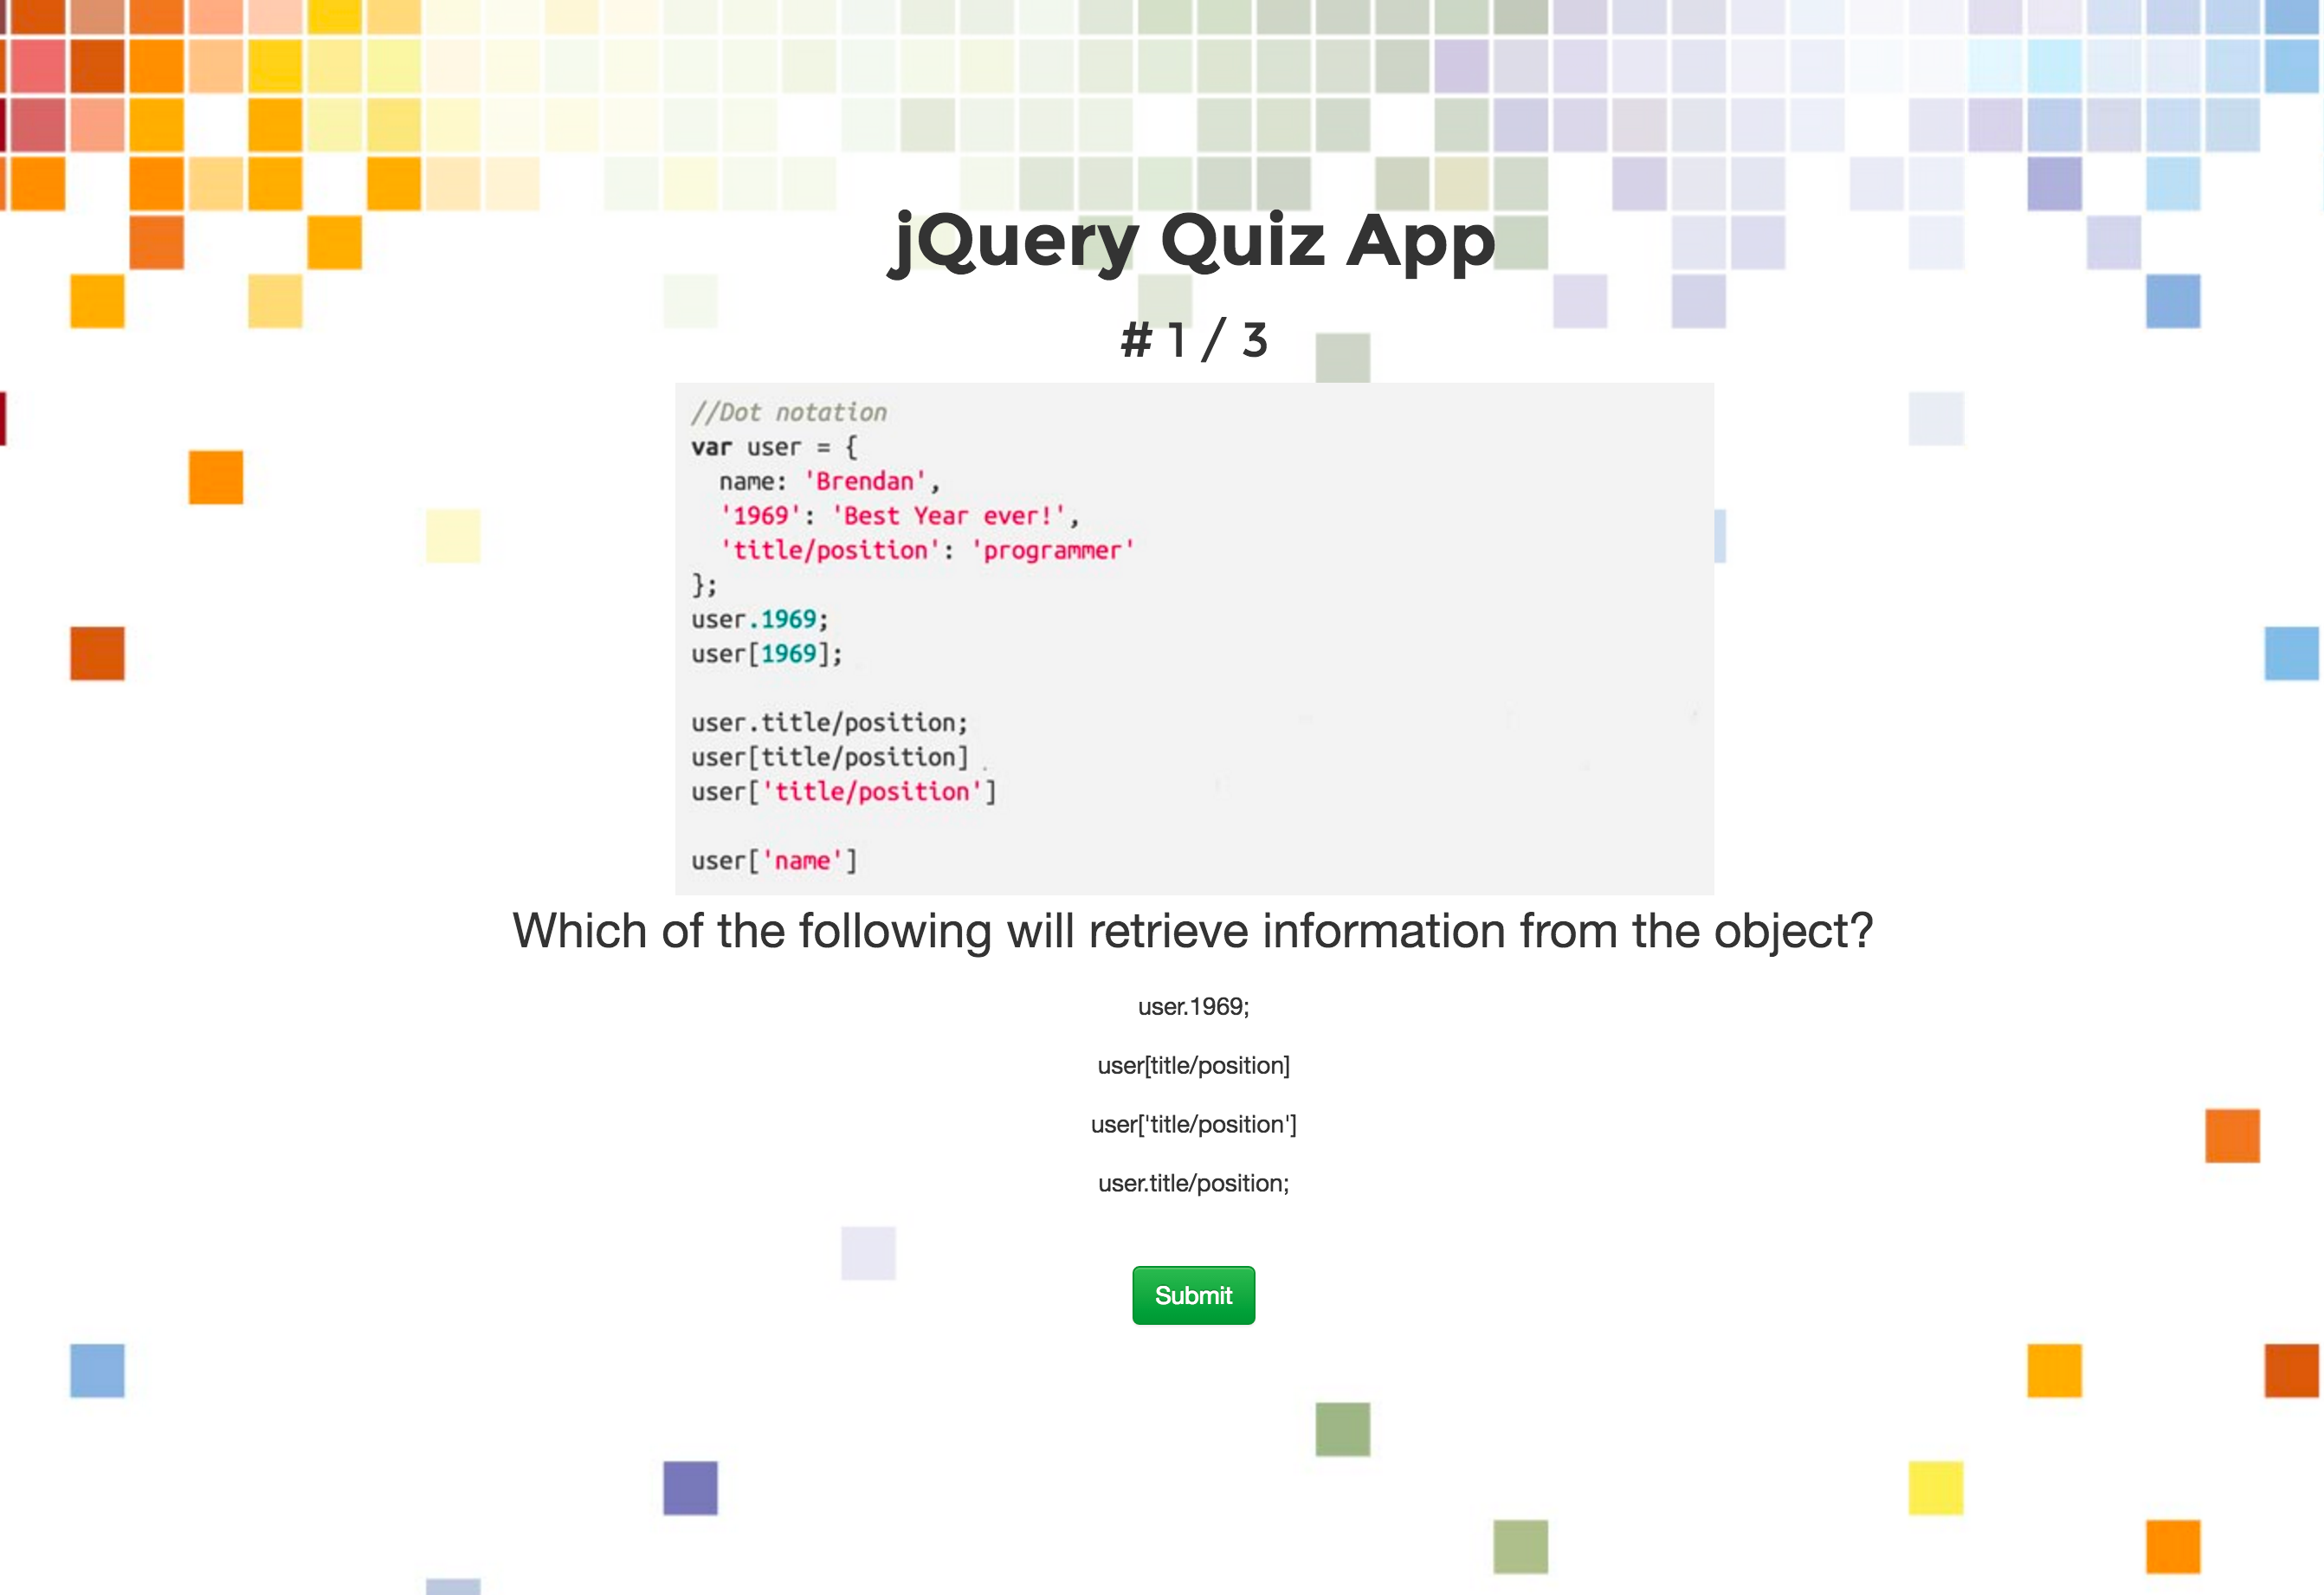 jQuery Quiz App
# 1 / 3
//Dot notation
var user = {
  name: 'Brendan',
  '1969': 'Best Year ever!',
  'title/position': 'programmer'
};
user.1969;
user[1969];
user.title/position;
user[title/position]
user['title/position']
user['name']
Which of the following will retrieve information from the object?
user.1969;
user[title/position]
user['title/position']
user.title/position;
Submit